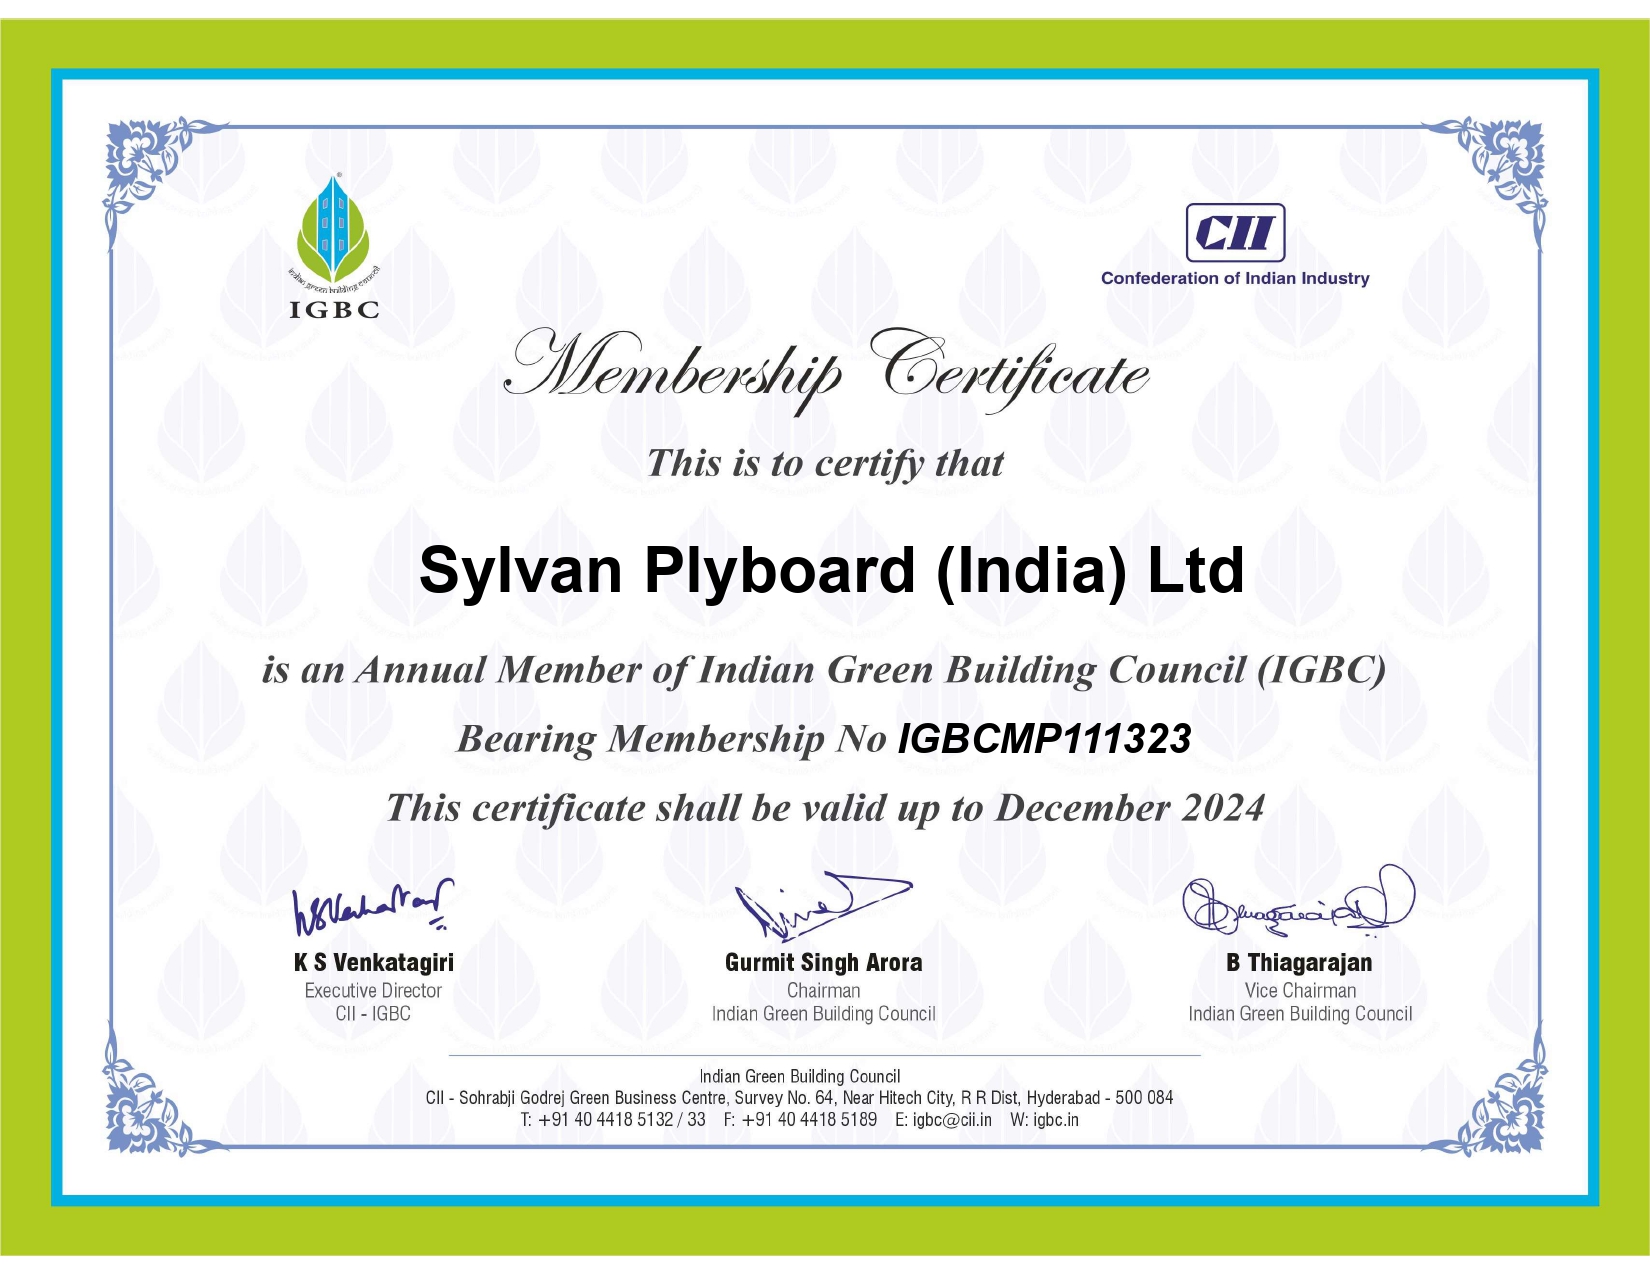 indian green building council
IGBC
CII
Confederation of Indian Industry
Membership Certificate
This is to certify that
Sylvan Plyboard (India) Ltd
is an Annual Member of Indian Green Building Council (IGBC)
Bearing Membership No IGBCMP111323
This certificate shall be valid up to December 2024
K S Venkatagiri
Executive Director
CII - IGBC
Gurmit Singh Arora
Chairman
Indian Green Building Council
B Thiagarajan
Vice Chairman
Indian Green Building Council
Indian Green Building Council
CII - Sohrabji Godrej Green Business Centre, Survey No. 64, Near Hitech City, R R Dist, Hyderabad - 500 084
T: +91 40 4418 5132 / 33 F: +91 40 4418 5189 E: igbc@cii.in W: igbc.in